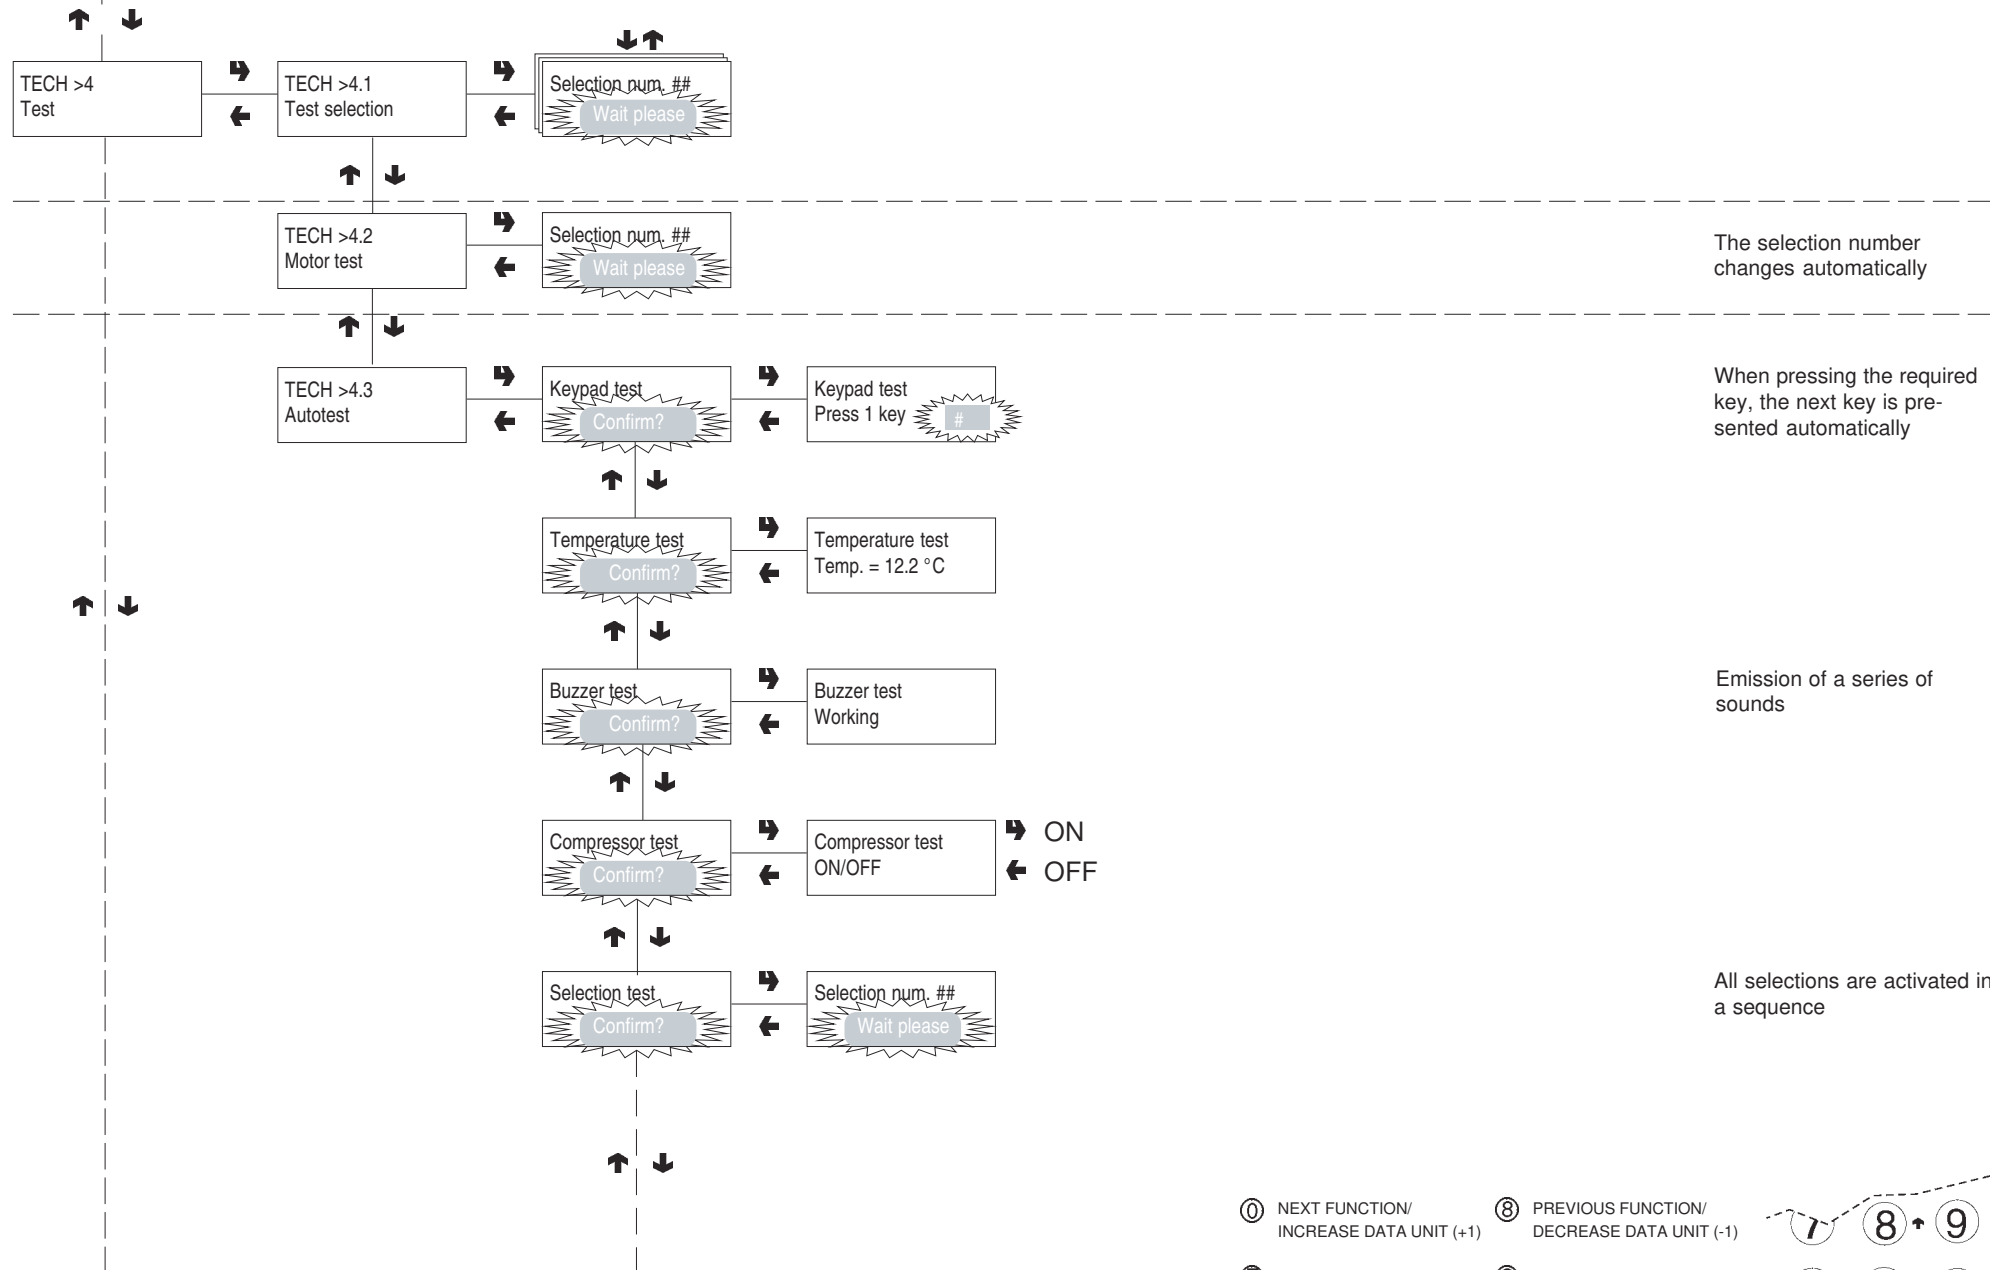 TECH >4
Test
TECH >4.1
Test selection
Selection num. ##
Wait please
TECH >4.2
Motor test
Selection num. ##
Wait please
The selection number
changes automatically
TECH >4.3
Autotest
Keypad test
Confirm?
Keypad test
Press 1 key
#
When pressing the required
key, the next key is pre-
sented automatically
Temperature test
Confirm?
Temperature test
Temp. = 12.2 °C
Buzzer test
Confirm?
Buzzer test
Working
Emission of a series of
sounds
Compressor test
Confirm?
Compressor test
ON/OFF
ON
OFF
Selection test
Confirm?
Selection num. ##
Wait please
All selections are activated in
a sequence
0 NEXT FUNCTION/
INCREASE DATA UNIT (+1)
8 PREVIOUS FUNCTION/
DECREASE DATA UNIT (-1)
7 8 9